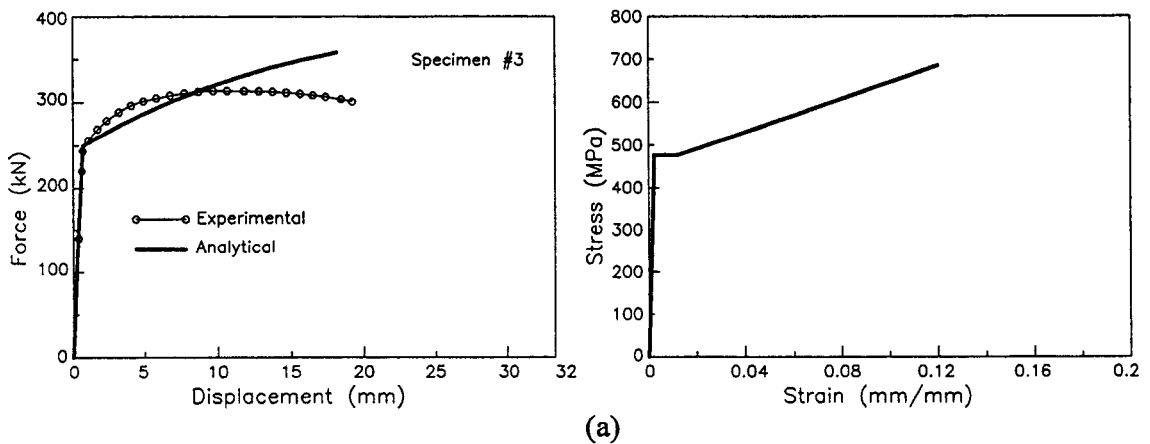 400
300
200
100
0
Force (kN)
Specimen #3
Experimental
Analytical
0 5 10 15 20 25 30 32
Displacement (mm)
800
700
600
500
400
300
200
100
0
Stress (MPa)
0 0.04 0.08 0.12 0.16 0.2
Strain (mm/mm)
(a)